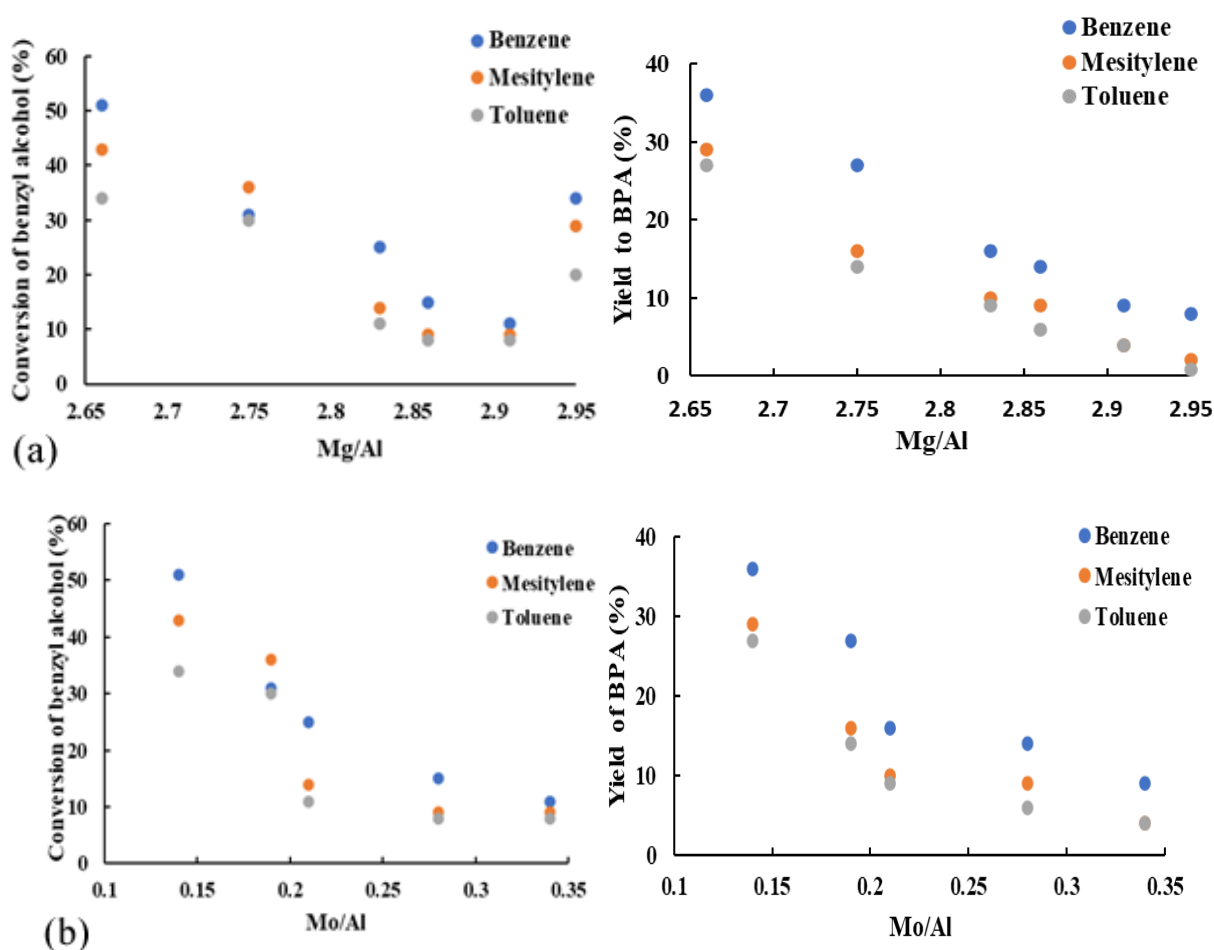 Conversion of benzyl alcohol (%)
60
50
40
30
20
10
0
2.65 2.7 2.75 2.8 2.85 2.9 2.95
Mg/Al
Benzene
Mesitylene
Toluene
(a)
Yield to BPA (%)
40
30
20
10
0
2.65 2.7 2.75 2.8 2.85 2.9 2.95
Mg/Al
Benzene
Mesitylene
Toluene
Conversion of benzyl alcohol (%)
60
50
40
30
20
10
0
0.1 0.15 0.2 0.25 0.3 0.35
Mo/Al
Benzene
Mesitylene
Toluene
(b)
Yield of BPA (%)
40
30
20
10
0
0.1 0.15 0.2 0.25 0.3 0.35
Mo/Al
Benzene
Mesitylene
Toluene